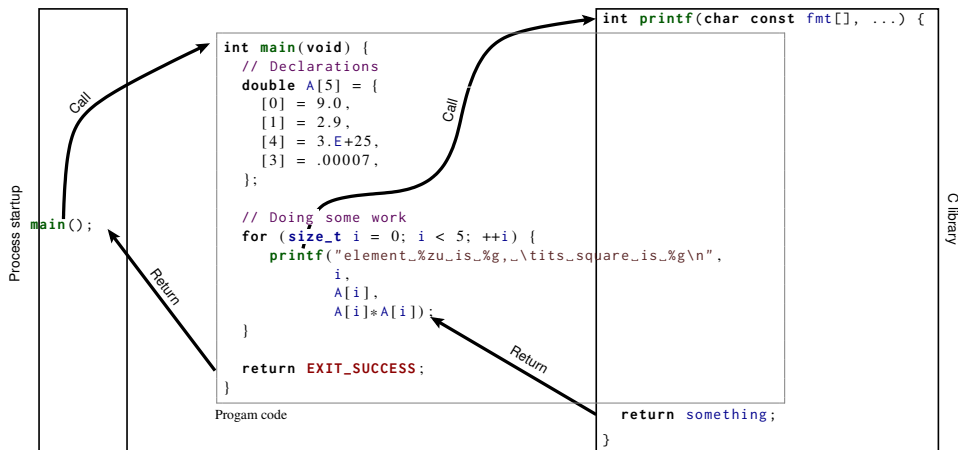 int printf(char const fmt[], ...) {
int main(void) {
// Declarations
double A[5] = {
[0] = 9.0,
[1] = 2.9,
[4] = 3.E+25,
[3] = .00007,
};
// Doing some work
for (size_t i = 0; i < 5; ++i) {
printf("element␣%zu␣is␣%g,␣\tits␣square␣is␣%g\n",
i,
A[i],
A[i]*A[i]);
}
return EXIT_SUCCESS;
}
Progam code
return something;
}
main();
Process startup
C library
Call
Call
Return
Return